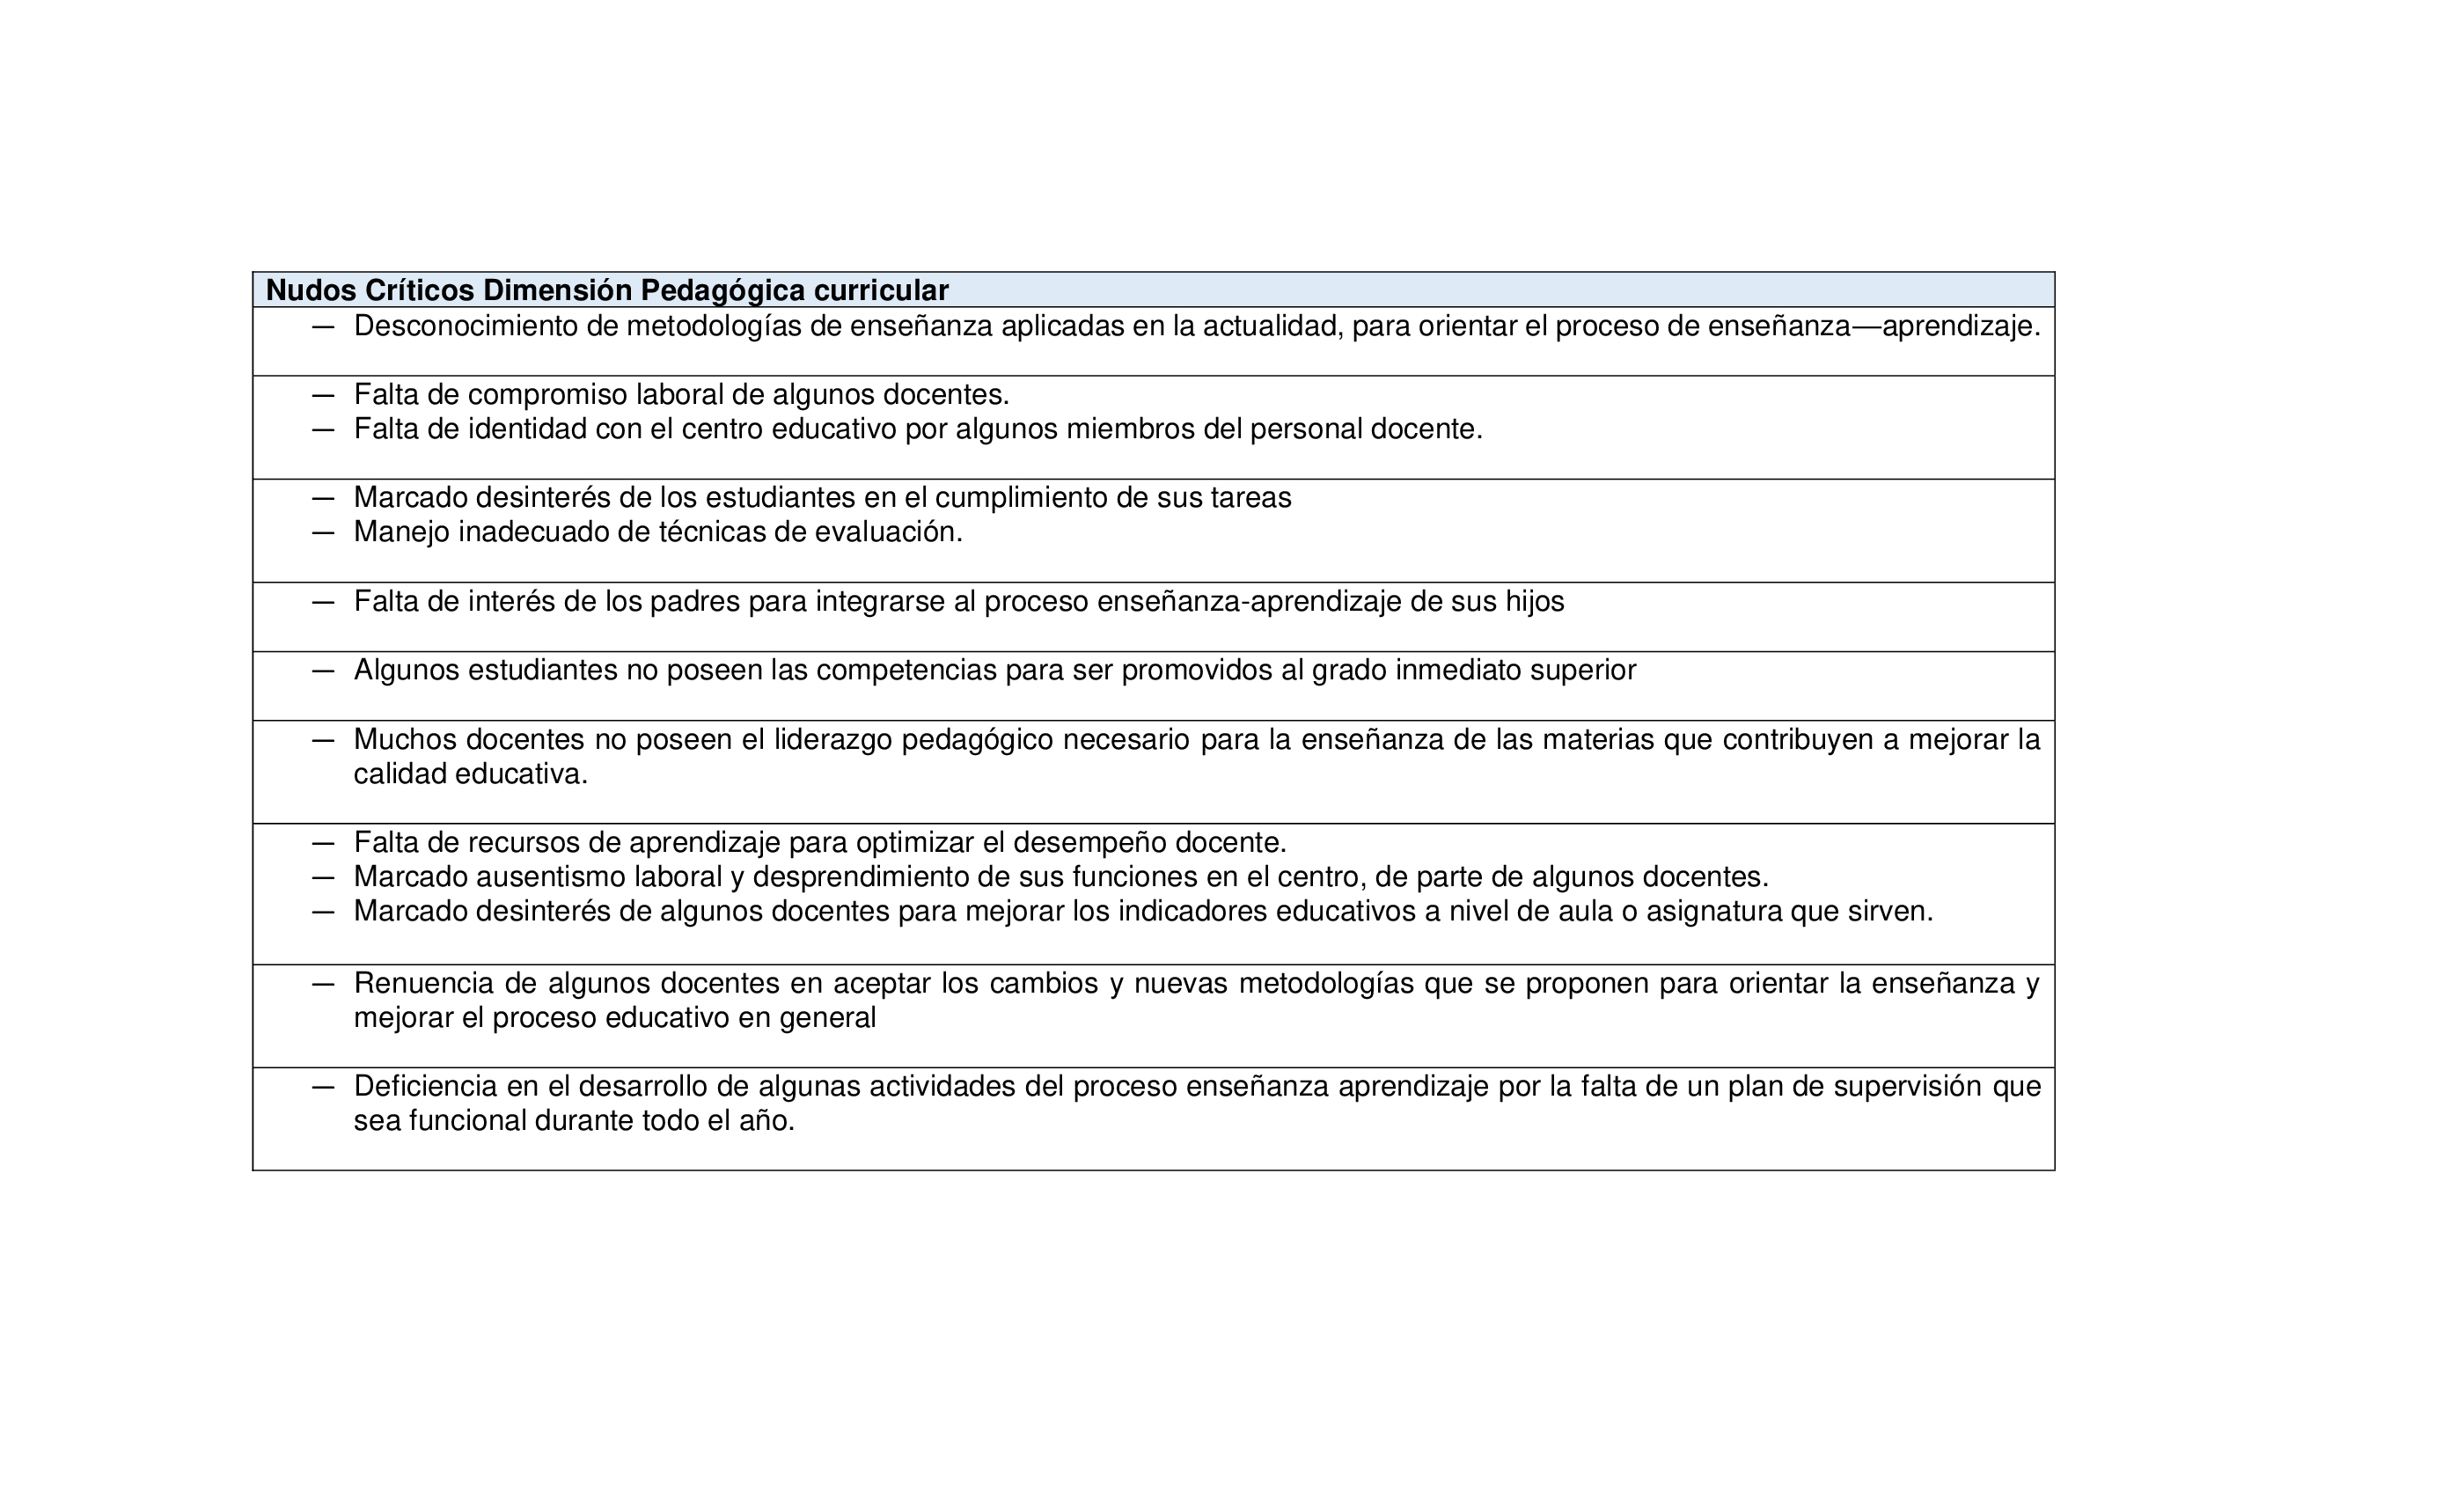 Nudos Críticos Dimensión Pedagógica curricular
— Desconocimiento de metodologías de enseñanza aplicadas en la actualidad, para orientar el proceso de enseñanza—aprendizaje.
— Falta de compromiso laboral de algunos docentes.
— Falta de identidad con el centro educativo por algunos miembros del personal docente.
— Marcado desinterés de los estudiantes en el cumplimiento de sus tareas
— Manejo inadecuado de técnicas de evaluación.
— Falta de interés de los padres para integrarse al proceso enseñanza-aprendizaje de sus hijos
— Algunos estudiantes no poseen las competencias para ser promovidos al grado inmediato superior
— Muchos docentes no poseen el liderazgo pedagógico necesario para la enseñanza de las materias que contribuyen a mejorar la
calidad educativa.
— Falta de recursos de aprendizaje para optimizar el desempeño docente.
— Marcado ausentismo laboral y desprendimiento de sus funciones en el centro, de parte de algunos docentes.
— Marcado desinterés de algunos docentes para mejorar los indicadores educativos a nivel de aula o asignatura que sirven.
— Renuencia de algunos docentes en aceptar los cambios y nuevas metodologías que se proponen para orientar la enseñanza y
mejorar el proceso educativo en general
— Deficiencia en el desarrollo de algunas actividades del proceso enseñanza aprendizaje por la falta de un plan de supervisión que
sea funcional durante todo el año.